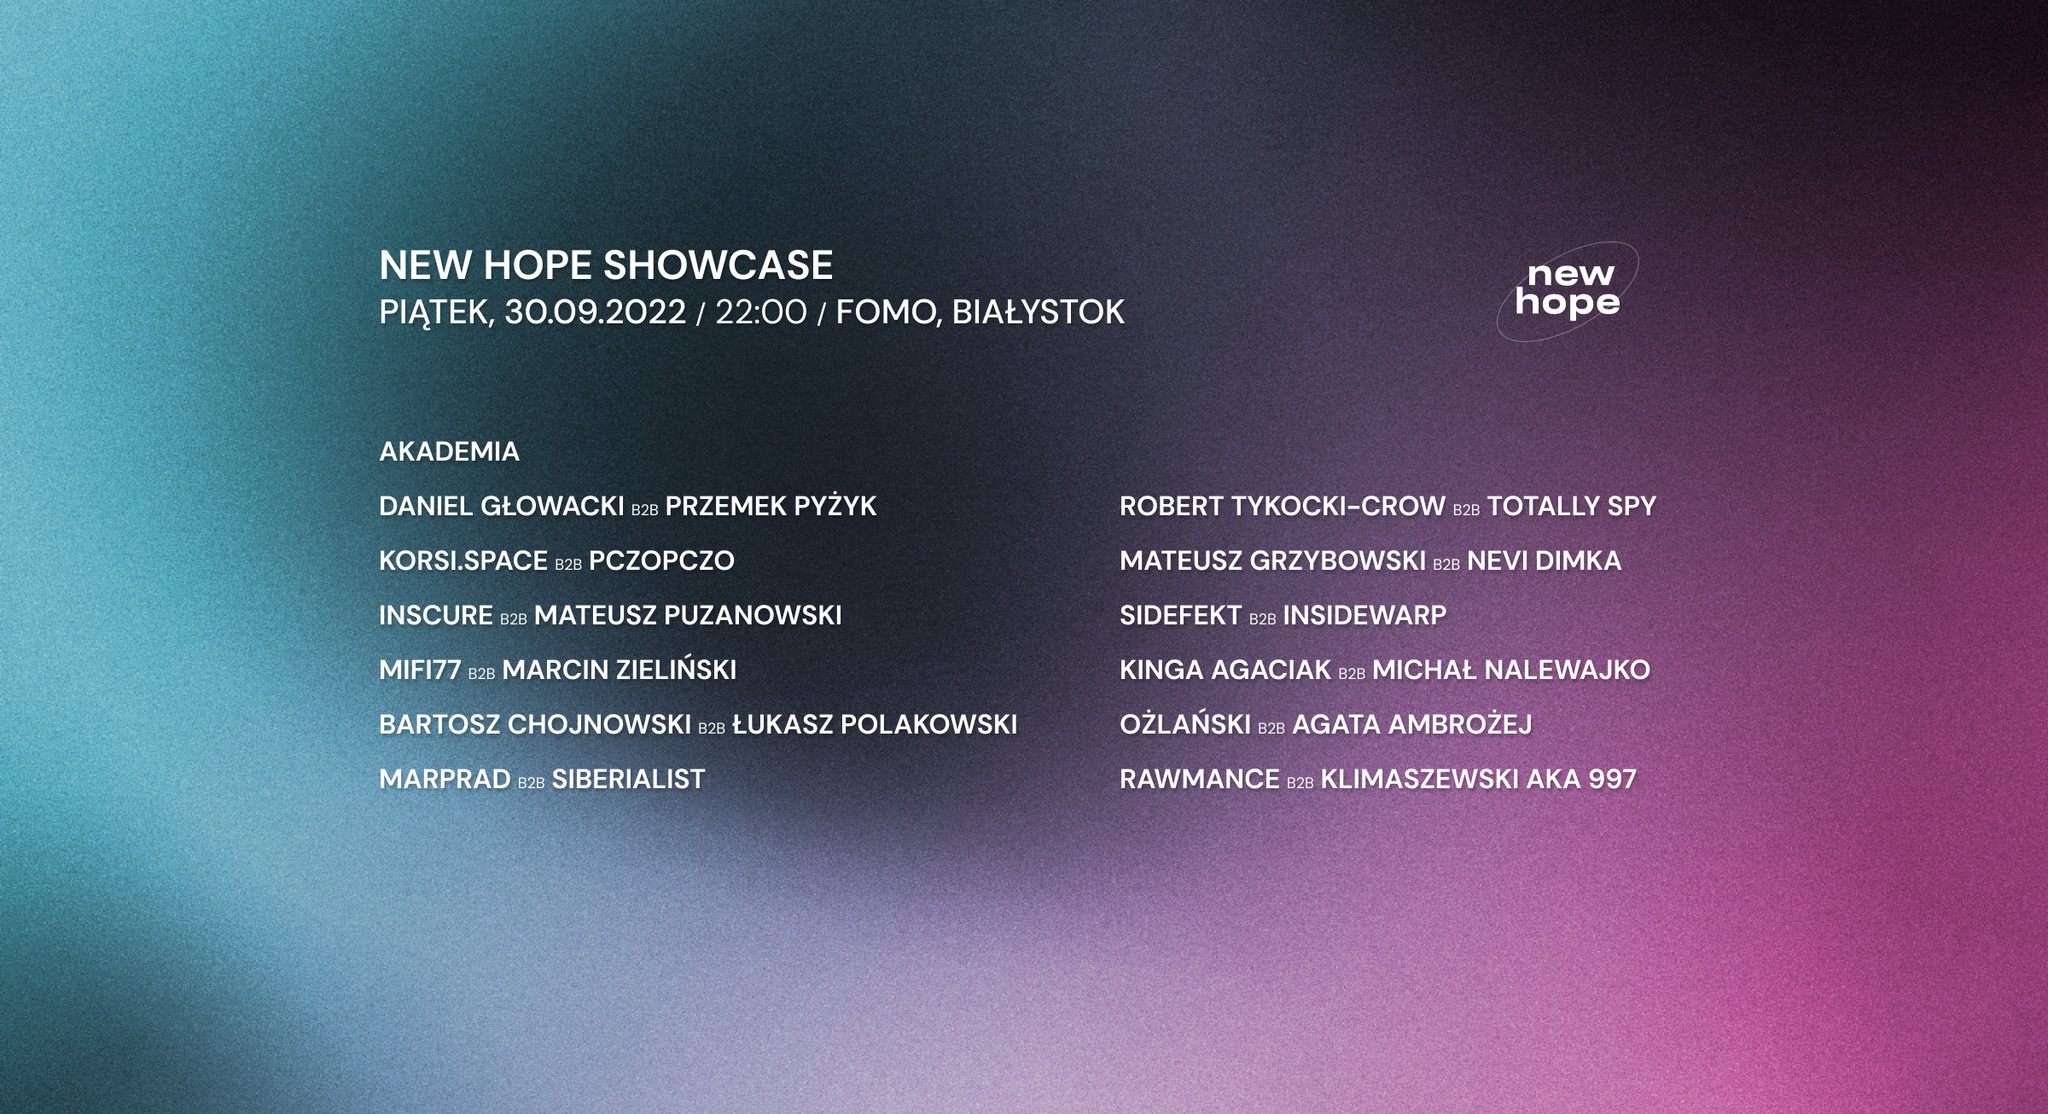 NEW HOPE SHOWCASE
PIĄTEK, 30.09.2022 / 22:00 / FOMO, BIAŁYSTOK
new
hope
AKADEMIA
DANIEL GŁOWACKI B2B PRZEMEK PYŻYK
KORSI.SPACE B2B PCZOPCZO
INSCURE B2B MATEUSZ PUZANOWSKI
MIFI77 B2B MARCIN ZIELIŃSKI
BARTOSZ CHOJNOWSKI B2B ŁUKASZ POLAKOWSKI
MARPRAD B2B SIBERIALIST
ROBERT TYKOCKI-CROW B2B TOTALLY SPY
MATEUSZ GRZYBOWSKI B2B NEVI DIMKA
SIDEFEKT B2B INSIDEWARP
KINGA AGACIAK B2B MICHAŁ NALEWAJKO
OŻLAŃSKI B2B AGATA AMBROŻEJ
RAWMANCE B2B KLIMASZEWSKI AKA 997